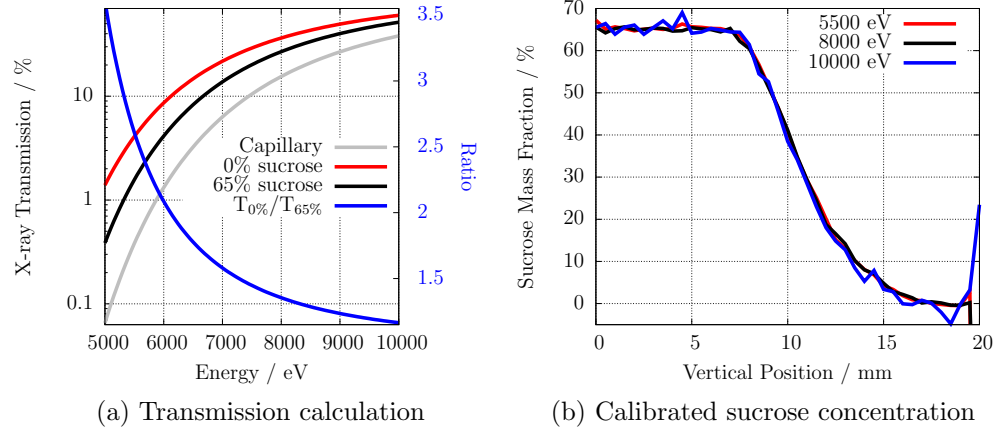 X-ray Transmission / %
10
1
0.1
Capillary
0% sucrose
65% sucrose
T0%/T65%
3.5
3
2.5
2
1.5
Ratio
5000 6000 7000 8000 9000 10000
Energy / eV
(a) Transmission calculation
Sucrose Mass Fraction / %
70
60
50
40
30
20
10
0
5500 eV
8000 eV
10000 eV
0 5 10 15 20
Vertical Position / mm
(b) Calibrated sucrose concentration